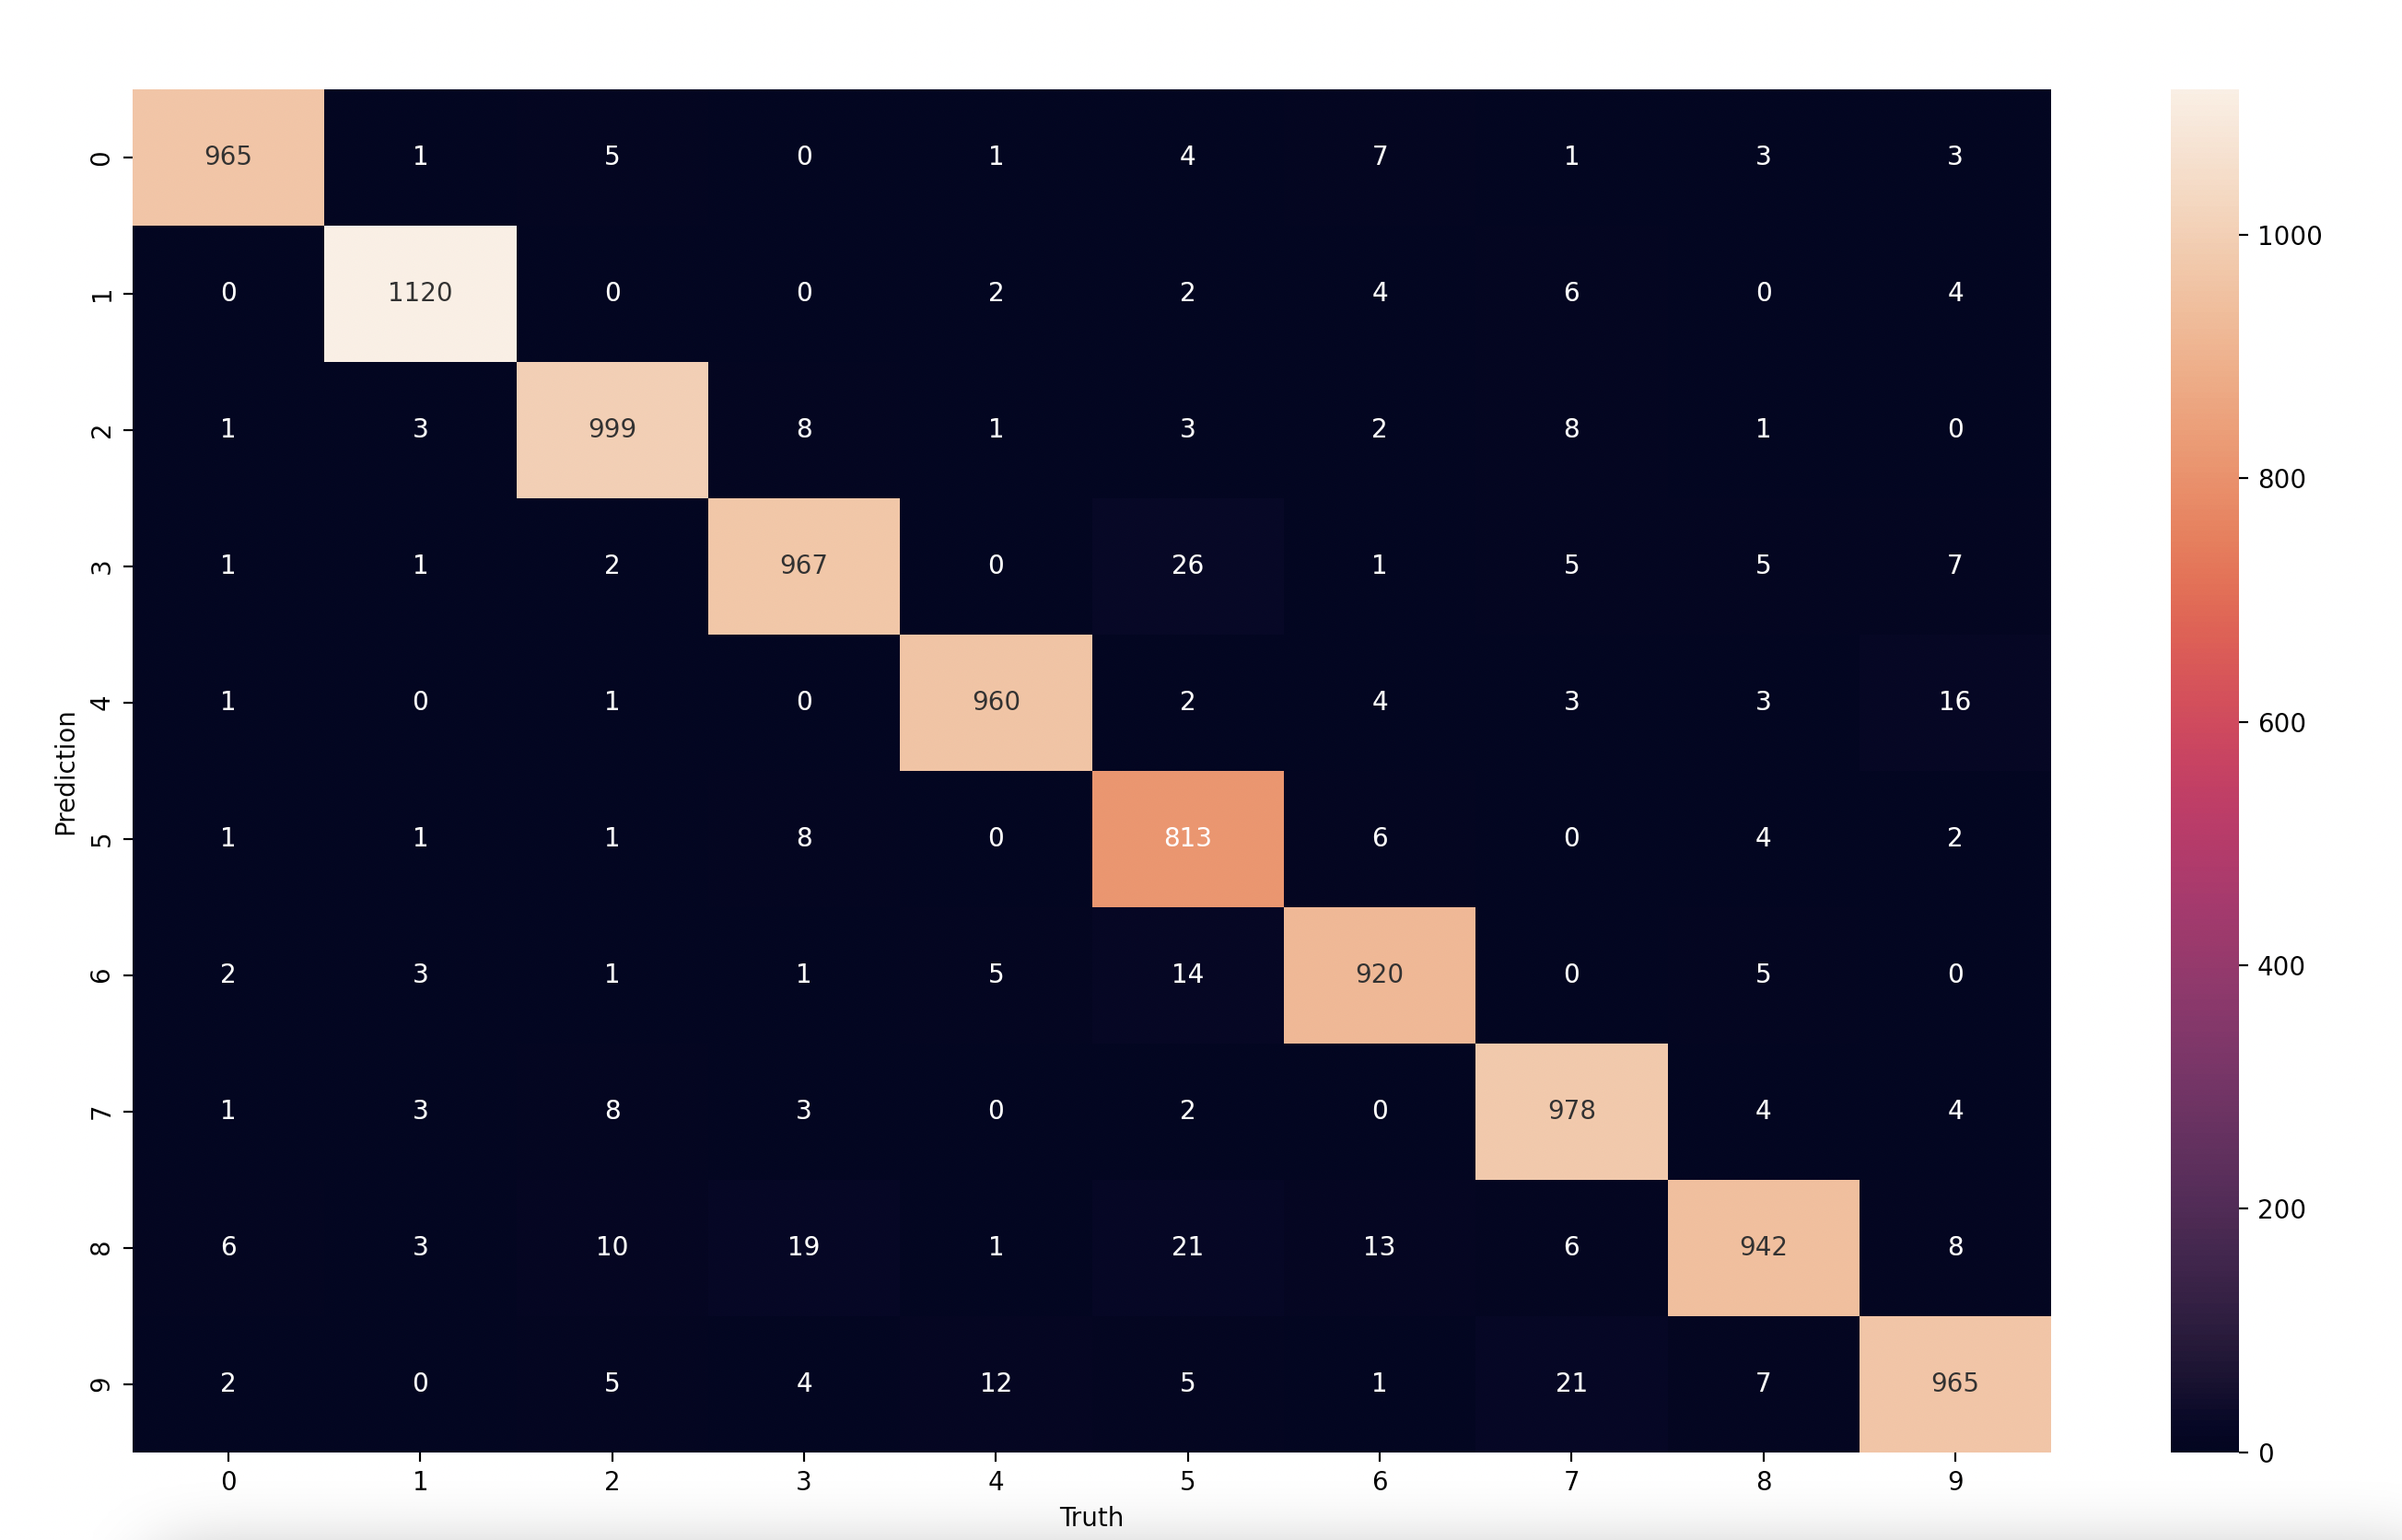 0 965 1 5 0 1 4 7 1 3 3
1 0 1120 0 0 2 2 4 6 0 4
2 1 3 999 8 1 3 2 8 1 0
3 1 1 2 967 0 26 1 5 5 7
4 1 0 1 0 960 2 4 3 3 16
5 1 1 1 8 0 813 6 0 4 2
6 2 3 1 1 5 14 920 0 5 0
7 1 3 8 3 0 2 0 978 4 4
8 6 3 10 19 1 21 13 6 942 8
9 2 0 5 4 12 5 1 21 7 965
0 1 2 3 4 5 6 7 8 9
Truth
Prediction
1000
800
600
400
200
0